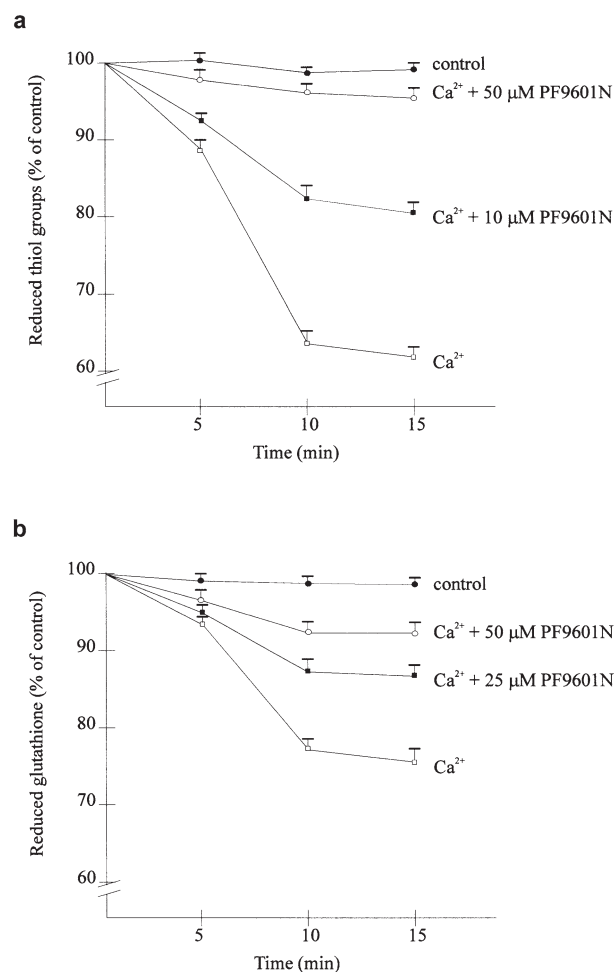 a
Reduced thiol groups (% of control)
100
90
80
70
60
control
Ca²⁺ + 50 µM PF9601N
Ca²⁺ + 10 µM PF9601N
Ca²⁺
5 10 15
Time (min)
b
Reduced glutathione (% of control)
100
90
80
70
60
control
Ca²⁺ + 50 µM PF9601N
Ca²⁺ + 25 µM PF9601N
Ca²⁺
5 10 15
Time (min)